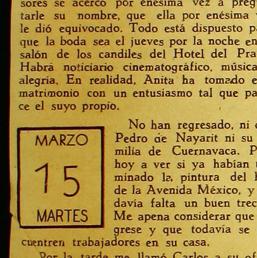 sores se acercó por enésima vez a preg
tarle su nombre, que ella por enésima v
le dió equivocado. Todo está dispuesto p
que la boda sea el jueves por la noche en
salón de los candiles del Hotel del Pra
Habrá noticiario cinematográfico, música
alegría. En realidad, Anita ha tomado e
matrimonio con un entusiasmo tal que pa
ce el suyo propio.
MARZO
15
MARTES
No han regresado, ni
Pedro de Nayarit ni su
milia de Cuernavaca. P
hoy a ver si ya habían
minado la pintura del
de la Avenida México, y
davía falta un buen trec
Me apena considerar que
grese y que todavía se
cuentren trabajadores en su casa.
Por la tarde me llamó Carlos a su of